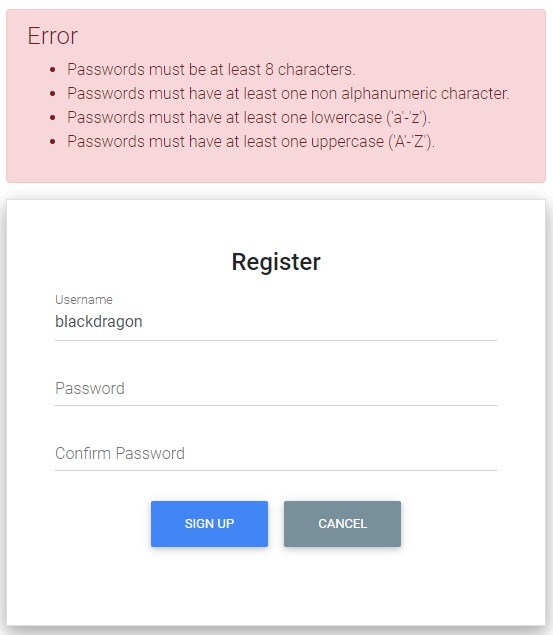 Error
Passwords must be at least 8 characters.
Passwords must have at least one non alphanumeric character.
Passwords must have at least one lowercase ('a'-'z').
Passwords must have at least one uppercase ('A'-'Z').
Register
Username
blackdragon
Password
Confirm Password
SIGN UP
CANCEL